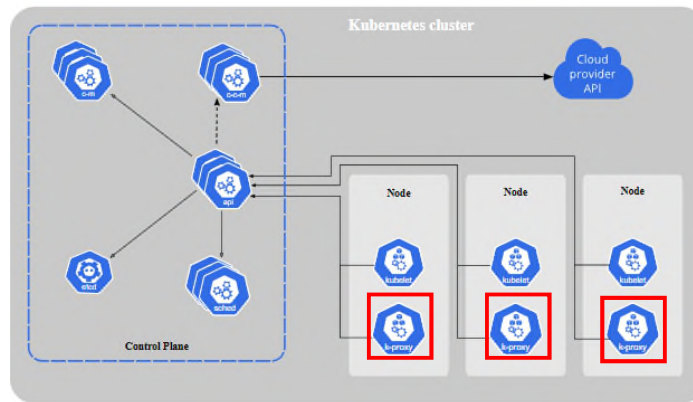 Kubernetes cluster
c-m
c-c-m
Cloud
provider
API
api
Node
Node
Node
etcd
sched
kubelet
kubelet
kubelet
k-proxy
k-proxy
k-proxy
Control Plane